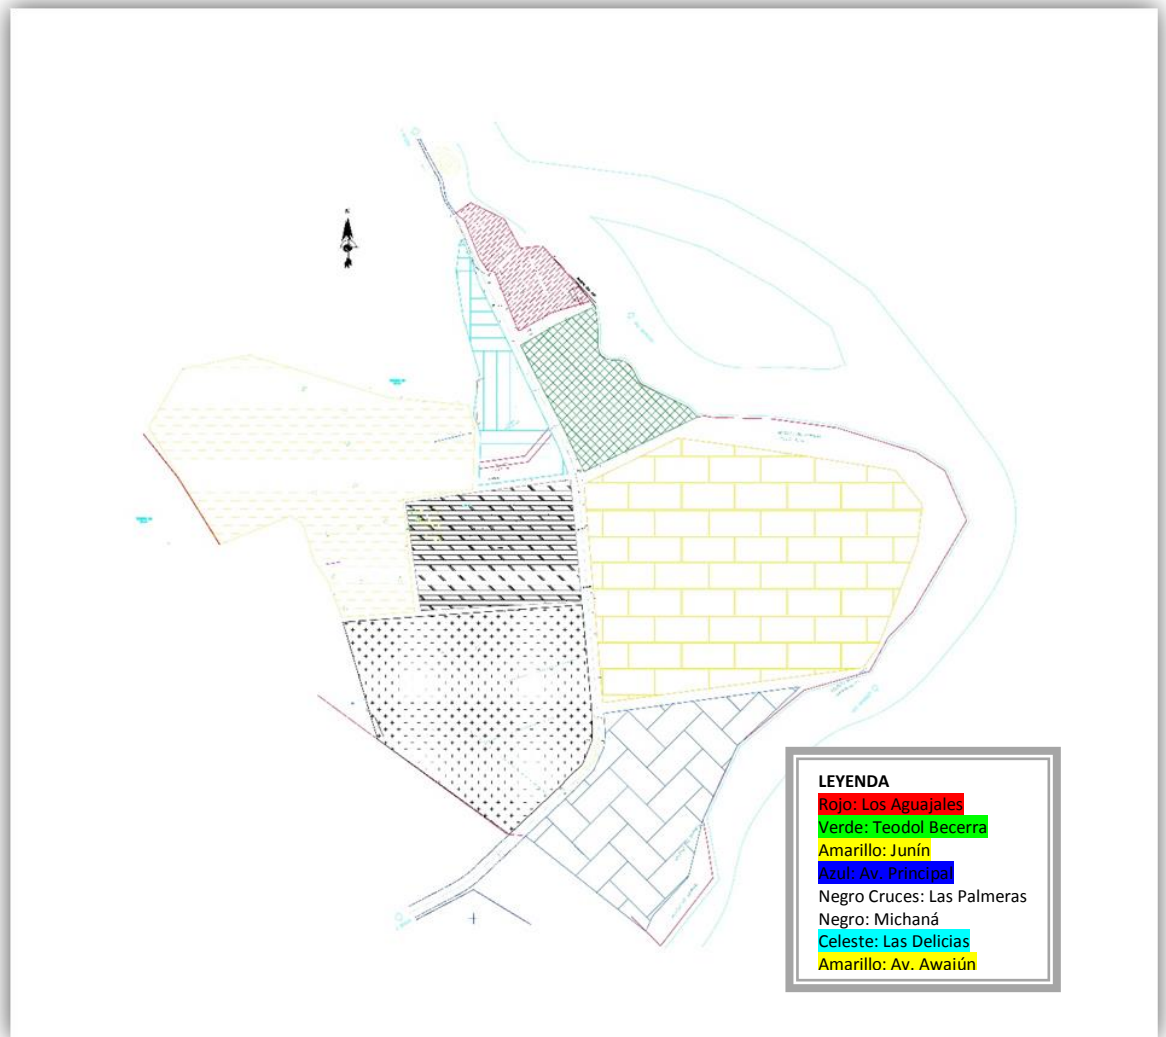 LEYENDA
Rojo: Los Aguajales
Verde: Teodol Becerra
Amarillo: Junín
Azul: Av. Principal
Negro Cruces: Las Palmeras
Negro: Michaná
Celeste: Las Delicias
Amarillo: Av. Awajún